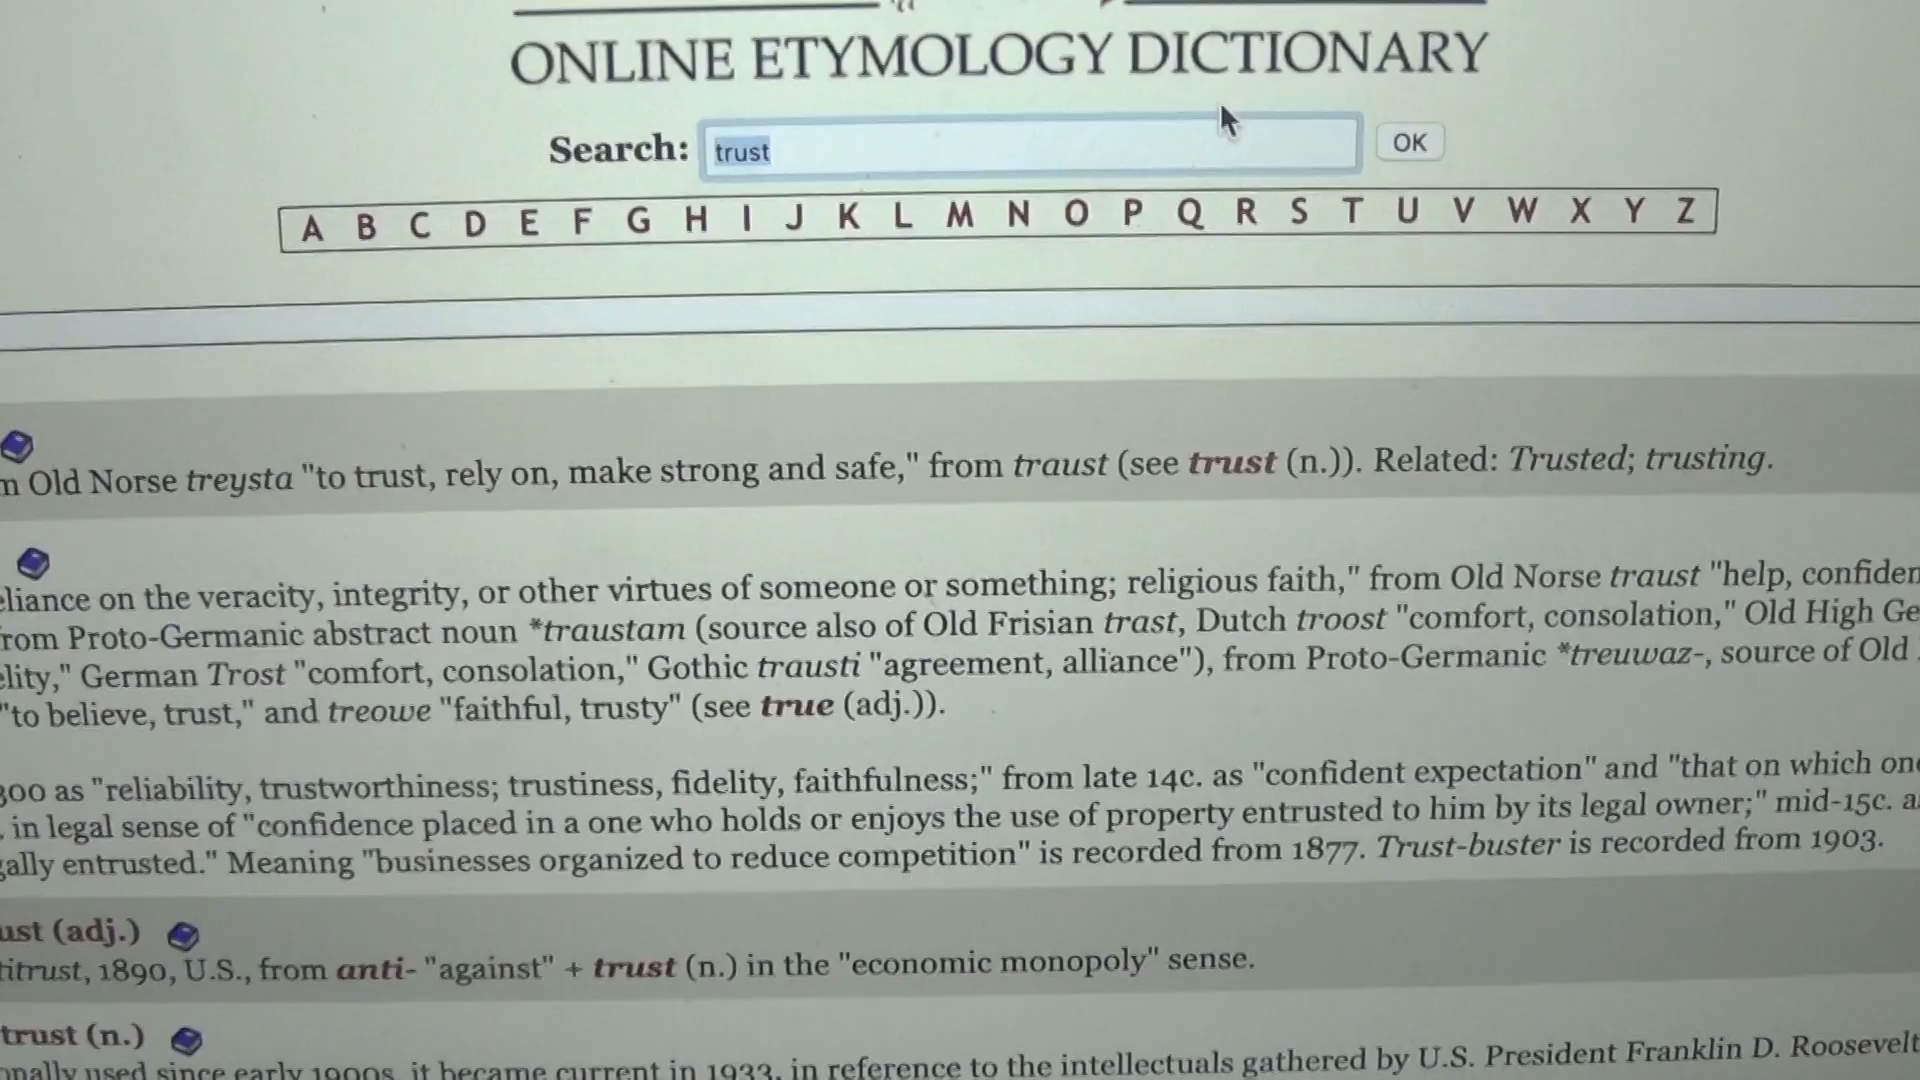 ONLINE ETYMOLOGY DICTIONARY
Search: trust OK
A B C D E F G H I J K L M N O P Q R S T U V W X Y Z
Old Norse treysta "to trust, rely on, make strong and safe," from traust (see trust (n.)). Related: Trusted; trusting.
on the veracity, integrity, or other virtues of someone or something; religious faith," from Old Norse traust "help, confiden
rom Proto-Germanic abstract noun *traustam (source also of Old Frisian trast, Dutch troost "comfort, consolation," Old High Ge
elity," German Trost "comfort, consolation," Gothic trausti "agreement, alliance"), from Proto-Germanic *treuwaz-, source of Old
"to believe, trust," and treowe "faithful, trusty" (see true (adj.)).
300 as "reliability, trustworthiness; trustiness, fidelity, faithfulness;" from late 14c. as "confident expectation" and "that on which one
in legal sense of "confidence placed in a one who holds or enjoys the use of property entrusted to him by its legal owner;" mid-15c. a
gally entrusted." Meaning "businesses organized to reduce competition" is recorded from 1877. Trust-buster is recorded from 1903.
ust (adj.)
titrust, 1890, U.S., from anti- "against" + trust (n.) in the "economic monopoly" sense.
trust (n.)
onally used since early 1900s, it became current in 1933, in reference to the intellectuals gathered by U.S. President Franklin D. Roosevelt